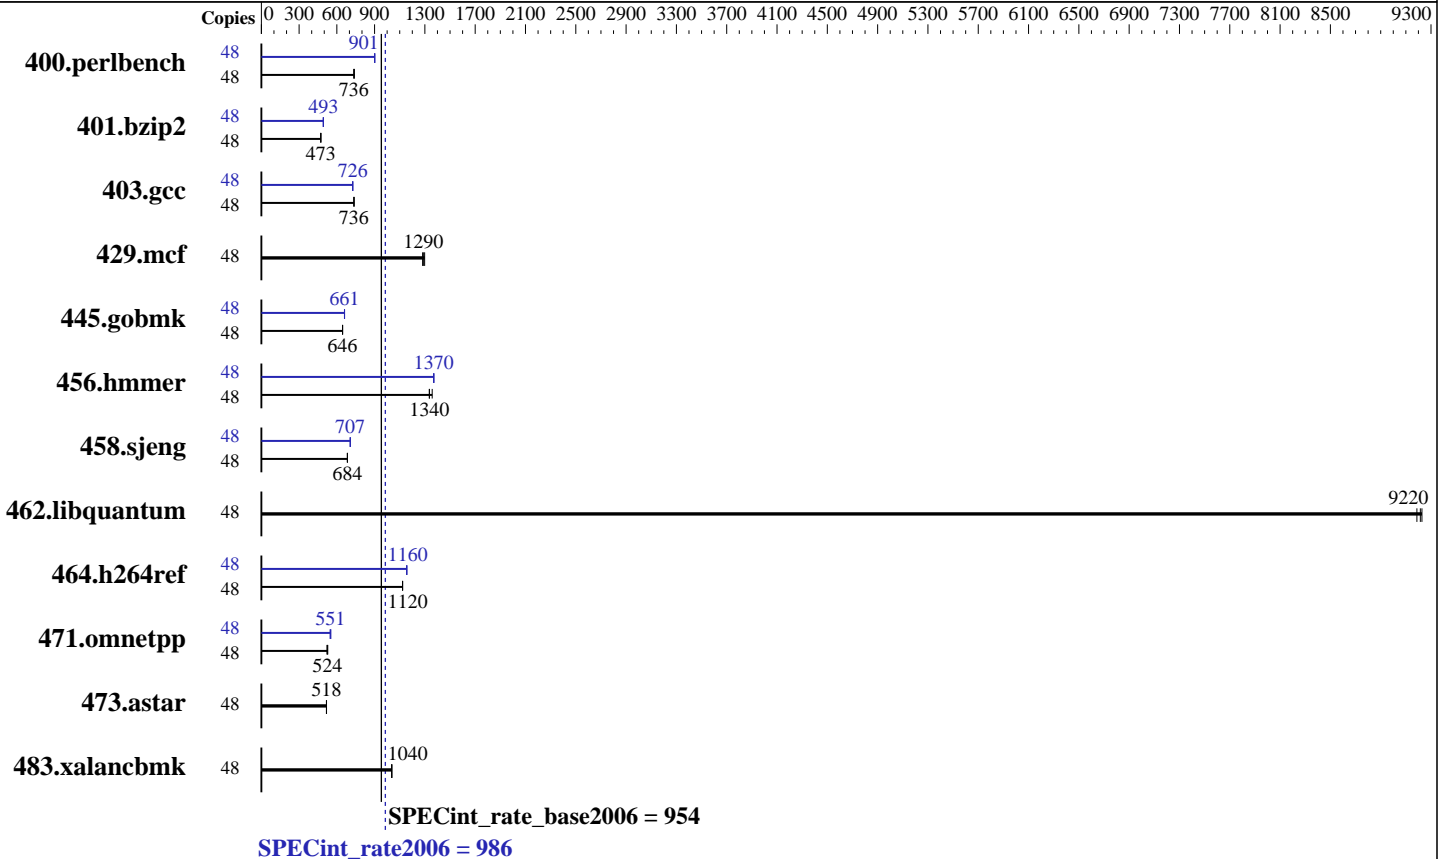 Copies 0 300 600 900 1300 1700 2100 2500 2900 3300 3700 4100 4500 4900 5300 5700 6100 6500 6900 7300 7700 8100 8500 9300
400.perlbench 48 901
48 736
401.bzip2 48 493
48 473
403.gcc 48 726
48 736
429.mcf 48 1290
445.gobmk 48 661
48 646
456.hmmer 48 1370
48 1340
458.sjeng 48 707
48 684
462.libquantum 48 9220
464.h264ref 48 1160
48 1120
471.omnetpp 48 551
48 524
473.astar 48 518
483.xalancbmk 48 1040
SPECint_rate_base2006 = 954
SPECint_rate2006 = 986